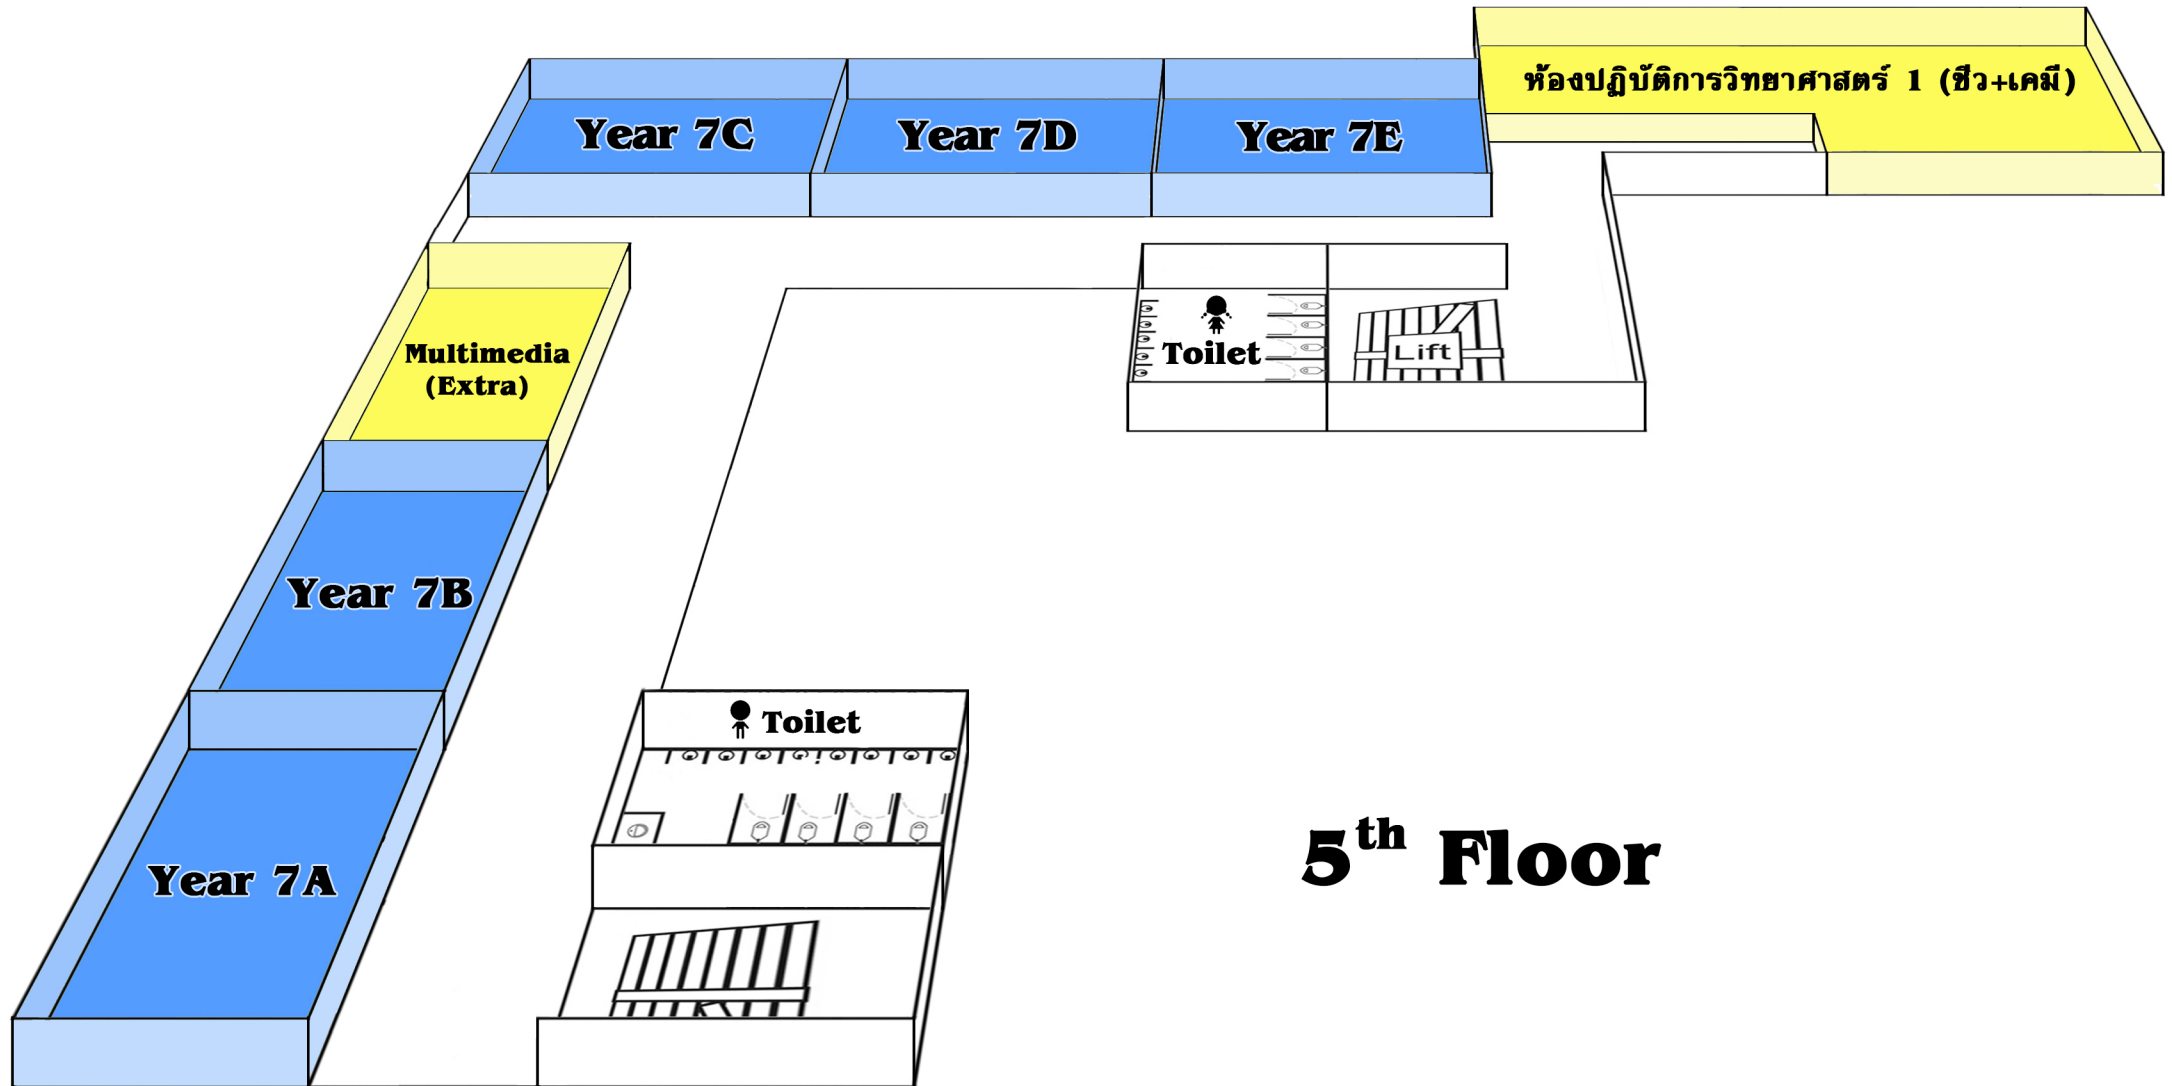 ห้องปฏิบัติการวิทยาศาสตร์ 1 (ชีว+เคมี)
Year 7C
Year 7D
Year 7E
Multimedia
(Extra)
Toilet
Lift
Year 7B
Toilet
Year 7A
5th Floor